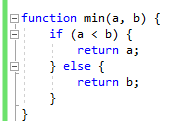 function min(a, b) {
    if (a < b) {
        return a;
    } else {
        return b;
    }
}